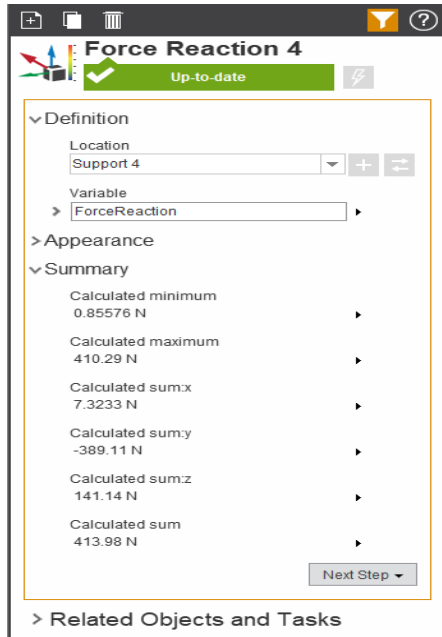 Force Reaction 4
Up-to-date
Definition
Location
Support 4
Variable
ForceReaction
Appearance
Summary
Calculated minimum
0.85576 N
Calculated maximum
410.29 N
Calculated sum:x
7.3233 N
Calculated sum:y
-389.11 N
Calculated sum:z
141.14 N
Calculated sum
413.98 N
Next Step
Related Objects and Tasks